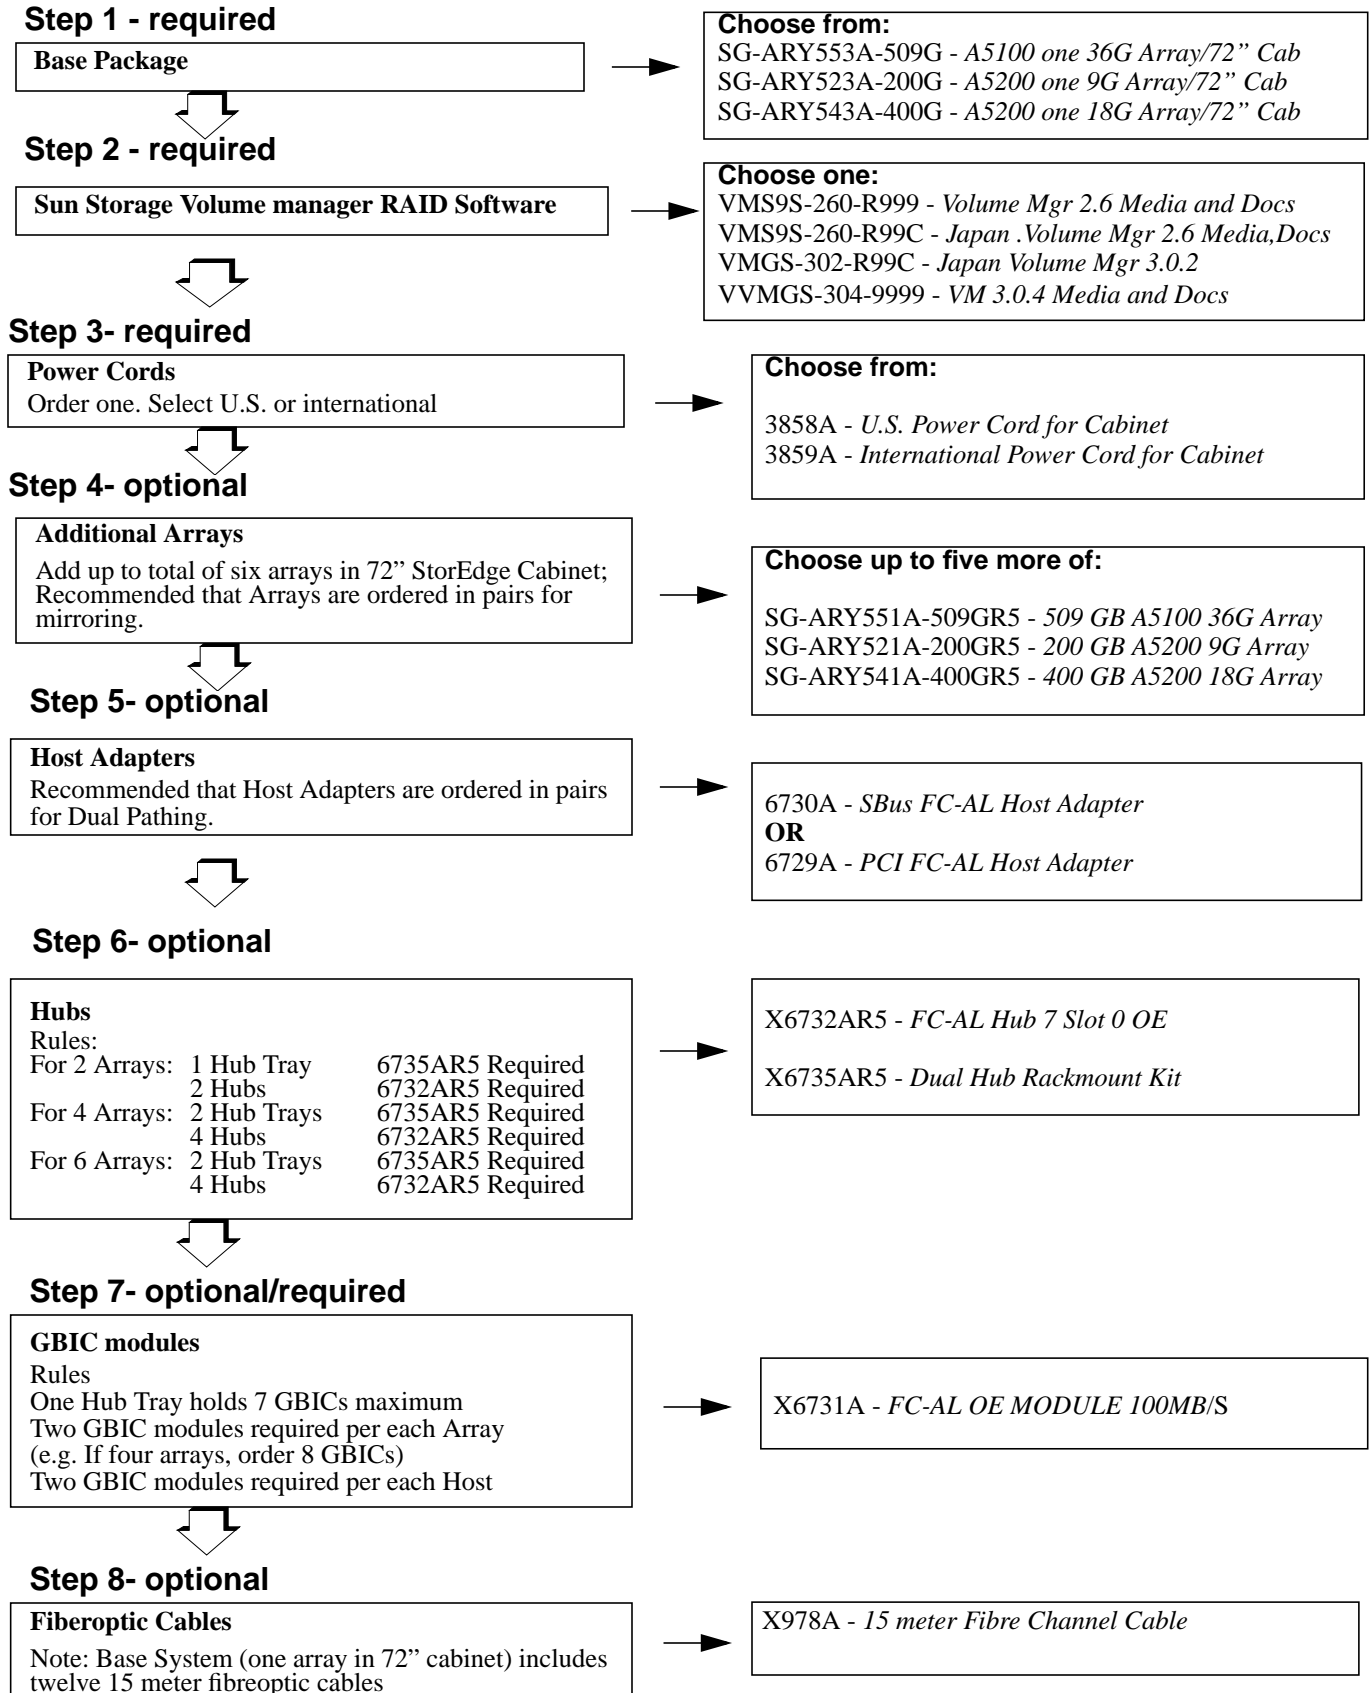 Step 1 - required
Base Package
Choose from:
SG-ARY553A-509G - A5100 one 36G Array/72” Cab
SG-ARY523A-200G - A5200 one 9G Array/72” Cab
SG-ARY543A-400G - A5200 one 18G Array/72” Cab
Step 2 - required
Sun Storage Volume manager RAID Software
Choose one:
VMS9S-260-R999 - Volume Mgr 2.6 Media and Docs
VMS9S-260-R99C - Japan .Volume Mgr 2.6 Media,Docs
VMGS-302-R99C - Japan Volume Mgr 3.0.2
VVMGS-304-9999 - VM 3.0.4 Media and Docs
Step 3- required
Power Cords
Order one. Select U.S. or international
Choose from:
3858A - U.S. Power Cord for Cabinet
3859A - International Power Cord for Cabinet
Step 4- optional
Additional Arrays
Add up to total of six arrays in 72” StorEdge Cabinet;
Recommended that Arrays are ordered in pairs for
mirroring.
Choose up to five more of:
SG-ARY551A-509GR5 - 509 GB A5100 36G Array
SG-ARY521A-200GR5 - 200 GB A5200 9G Array
SG-ARY541A-400GR5 - 400 GB A5200 18G Array
Step 5- optional
Host Adapters
Recommended that Host Adapters are ordered in pairs
for Dual Pathing.
6730A - SBus FC-AL Host Adapter
OR
6729A - PCI FC-AL Host Adapter
Step 6- optional
Hubs
Rules:
For 2 Arrays: 1 Hub Tray 6735AR5 Required
2 Hubs 6732AR5 Required
For 4 Arrays: 2 Hub Trays 6735AR5 Required
4 Hubs 6732AR5 Required
For 6 Arrays: 2 Hub Trays 6735AR5 Required
4 Hubs 6732AR5 Required
X6732AR5 - FC-AL Hub 7 Slot 0 OE
X6735AR5 - Dual Hub Rackmount Kit
Step 7- optional/required
GBIC modules
Rules
One Hub Tray holds 7 GBICs maximum
Two GBIC modules required per each Array
(e.g. If four arrays, order 8 GBICs)
Two GBIC modules required per each Host
X6731A - FC-AL OE MODULE 100MB/S
Step 8- optional
Fiberoptic Cables
Note: Base System (one array in 72” cabinet) includes
twelve 15 meter fibreoptic cables
X978A - 15 meter Fibre Channel Cable